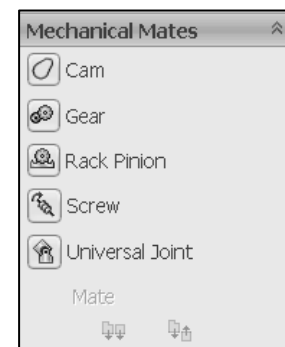 Mechanical Mates
Cam
Gear
Rack Pinion
Screw
Universal Joint
Mate